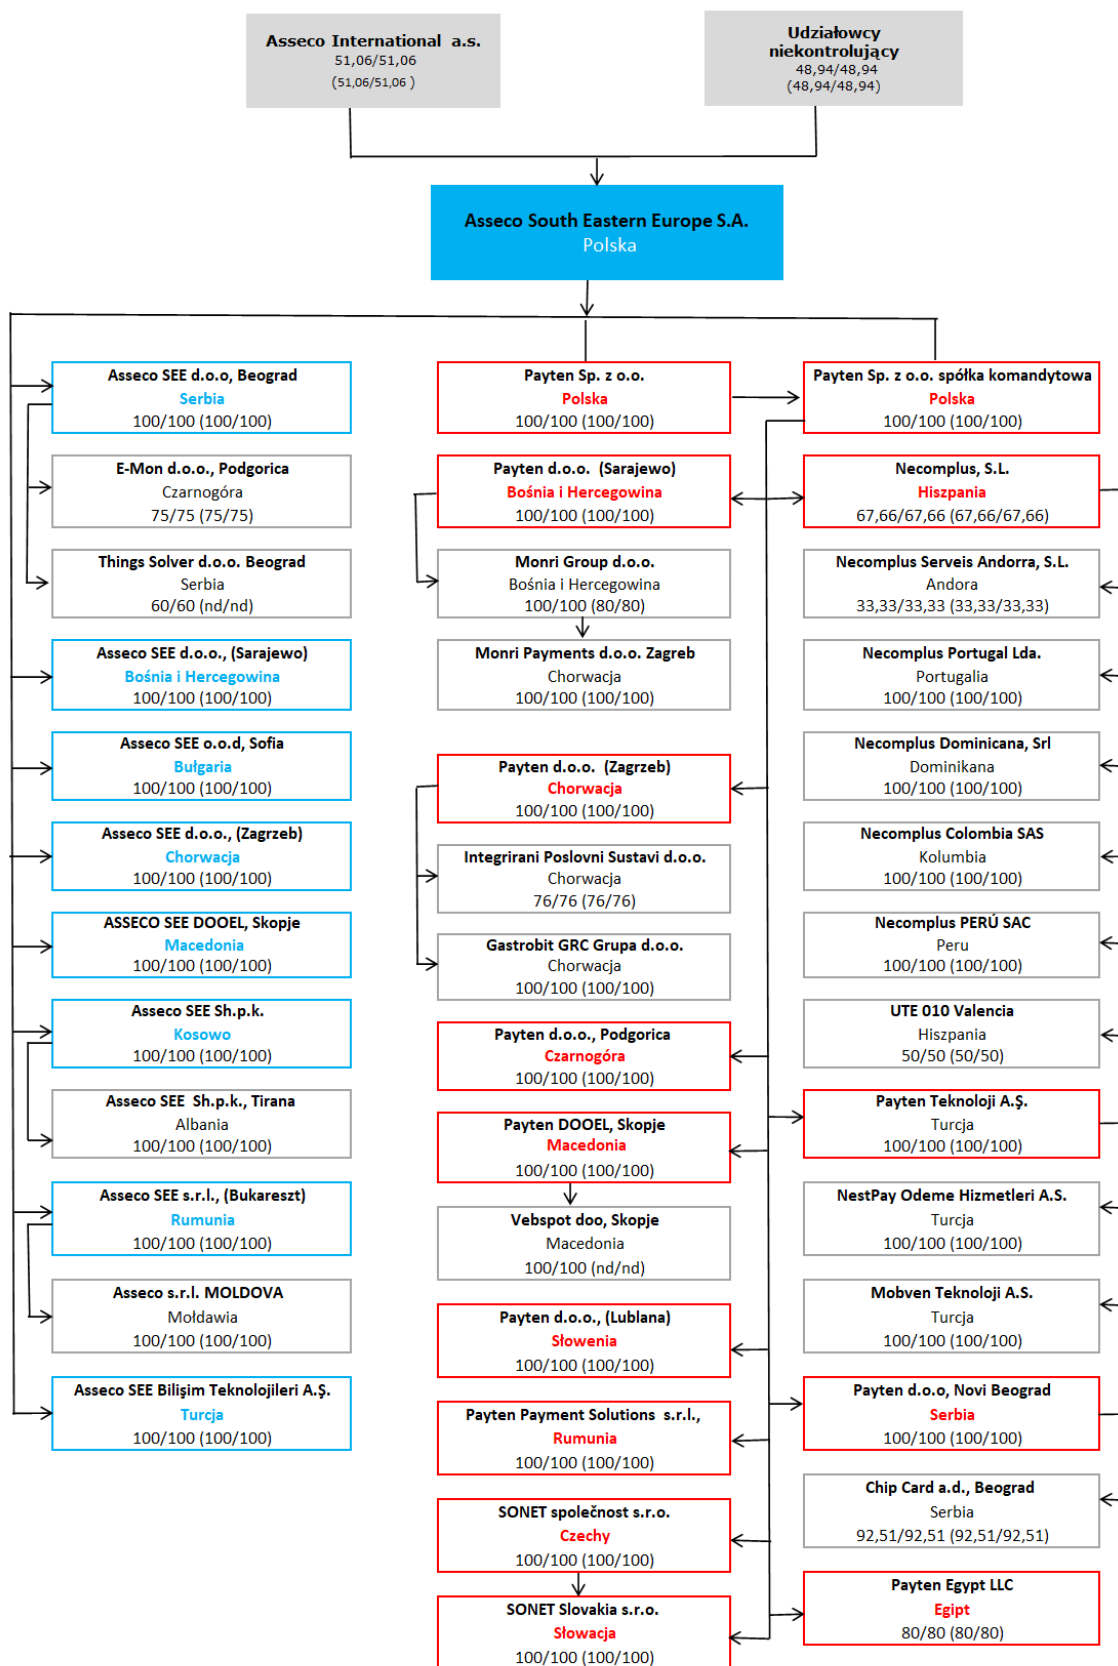 Asseco International a.s.
51,06/51,06
(51,06/51,06 )
Udziałowcy
niekontrolujący
48,94/48,94
(48,94/48,94)
Asseco South Eastern Europe S.A.
Polska
Asseco SEE d.o.o, Beograd
Serbia
100/100 (100/100)
E-Mon d.o.o., Podgorica
Czarnogóra
75/75 (75/75)
Things Solver d.o.o. Beograd
Serbia
60/60 (nd/nd)
Asseco SEE d.o.o., (Sarajewo)
Bośnia i Hercegowina
100/100 (100/100)
Asseco SEE o.o.d, Sofia
Bułgaria
100/100 (100/100)
Asseco SEE d.o.o., (Zagrzeb)
Chorwacja
100/100 (100/100)
ASSECO SEE DOOEL, Skopje
Macedonia
100/100 (100/100)
Asseco SEE Sh.p.k.
Kosowo
100/100 (100/100)
Asseco SEE Sh.p.k., Tirana
Albania
100/100 (100/100)
Asseco SEE s.r.l., (Bukareszt)
Rumunia
100/100 (100/100)
Asseco s.r.l. MOLDOVA
Mołdawia
100/100 (100/100)
Asseco SEE Bilişim Teknolojileri A.Ş.
Turcja
100/100 (100/100)
Payten Sp. z o.o.
Polska
100/100 (100/100)
Payten d.o.o. (Sarajewo)
Bośnia i Hercegowina
100/100 (100/100)
Monri Group d.o.o.
Bośnia i Hercegowina
100/100 (80/80)
Monri Payments d.o.o. Zagreb
Chorwacja
100/100 (100/100)
Payten d.o.o. (Zagrzeb)
Chorwacja
100/100 (100/100)
Integrirani Poslovni Sustavi d.o.o.
Chorwacja
76/76 (76/76)
Gastrobit GRC Grupa d.o.o.
Chorwacja
100/100 (100/100)
Payten d.o.o., Podgorica
Czarnogóra
100/100 (100/100)
Payten DOOEL, Skopje
Macedonia
100/100 (100/100)
Vebspot doo, Skopje
Macedonia
100/100 (nd/nd)
Payten d.o.o., (Lublana)
Słowenia
100/100 (100/100)
Payten Payment Solutions s.r.l.,
Rumunia
100/100 (100/100)
SONET společnost s.r.o.
Czechy
100/100 (100/100)
SONET Slovakia s.r.o.
Słowacja
100/100 (100/100)
Payten Sp. z o.o. spółka komandytowa
Polska
100/100 (100/100)
Necomplus, S.L.
Hiszpania
67,66/67,66 (67,66/67,66)
Necomplus Serveis Andorra, S.L.
Andora
33,33/33,33 (33,33/33,33)
Necomplus Portugal Lda.
Portugalia
100/100 (100/100)
Necomplus Dominicana, Srl
Dominikana
100/100 (100/100)
Necomplus Colombia SAS
Kolumbia
100/100 (100/100)
Necomplus PERÚ SAC
Peru
100/100 (100/100)
UTE 010 Valencia
Hiszpania
50/50 (50/50)
Payten Teknoloji A.Ş.
Turcja
100/100 (100/100)
NestPay Odeme Hizmetleri A.S.
Turcja
100/100 (100/100)
Mobven Teknoloji A.S.
Turcja
100/100 (100/100)
Payten d.o.o, Novi Beograd
Serbia
100/100 (100/100)
Chip Card a.d., Beograd
Serbia
92,51/92,51 (92,51/92,51)
Payten Egypt LLC
Egipt
80/80 (80/80)